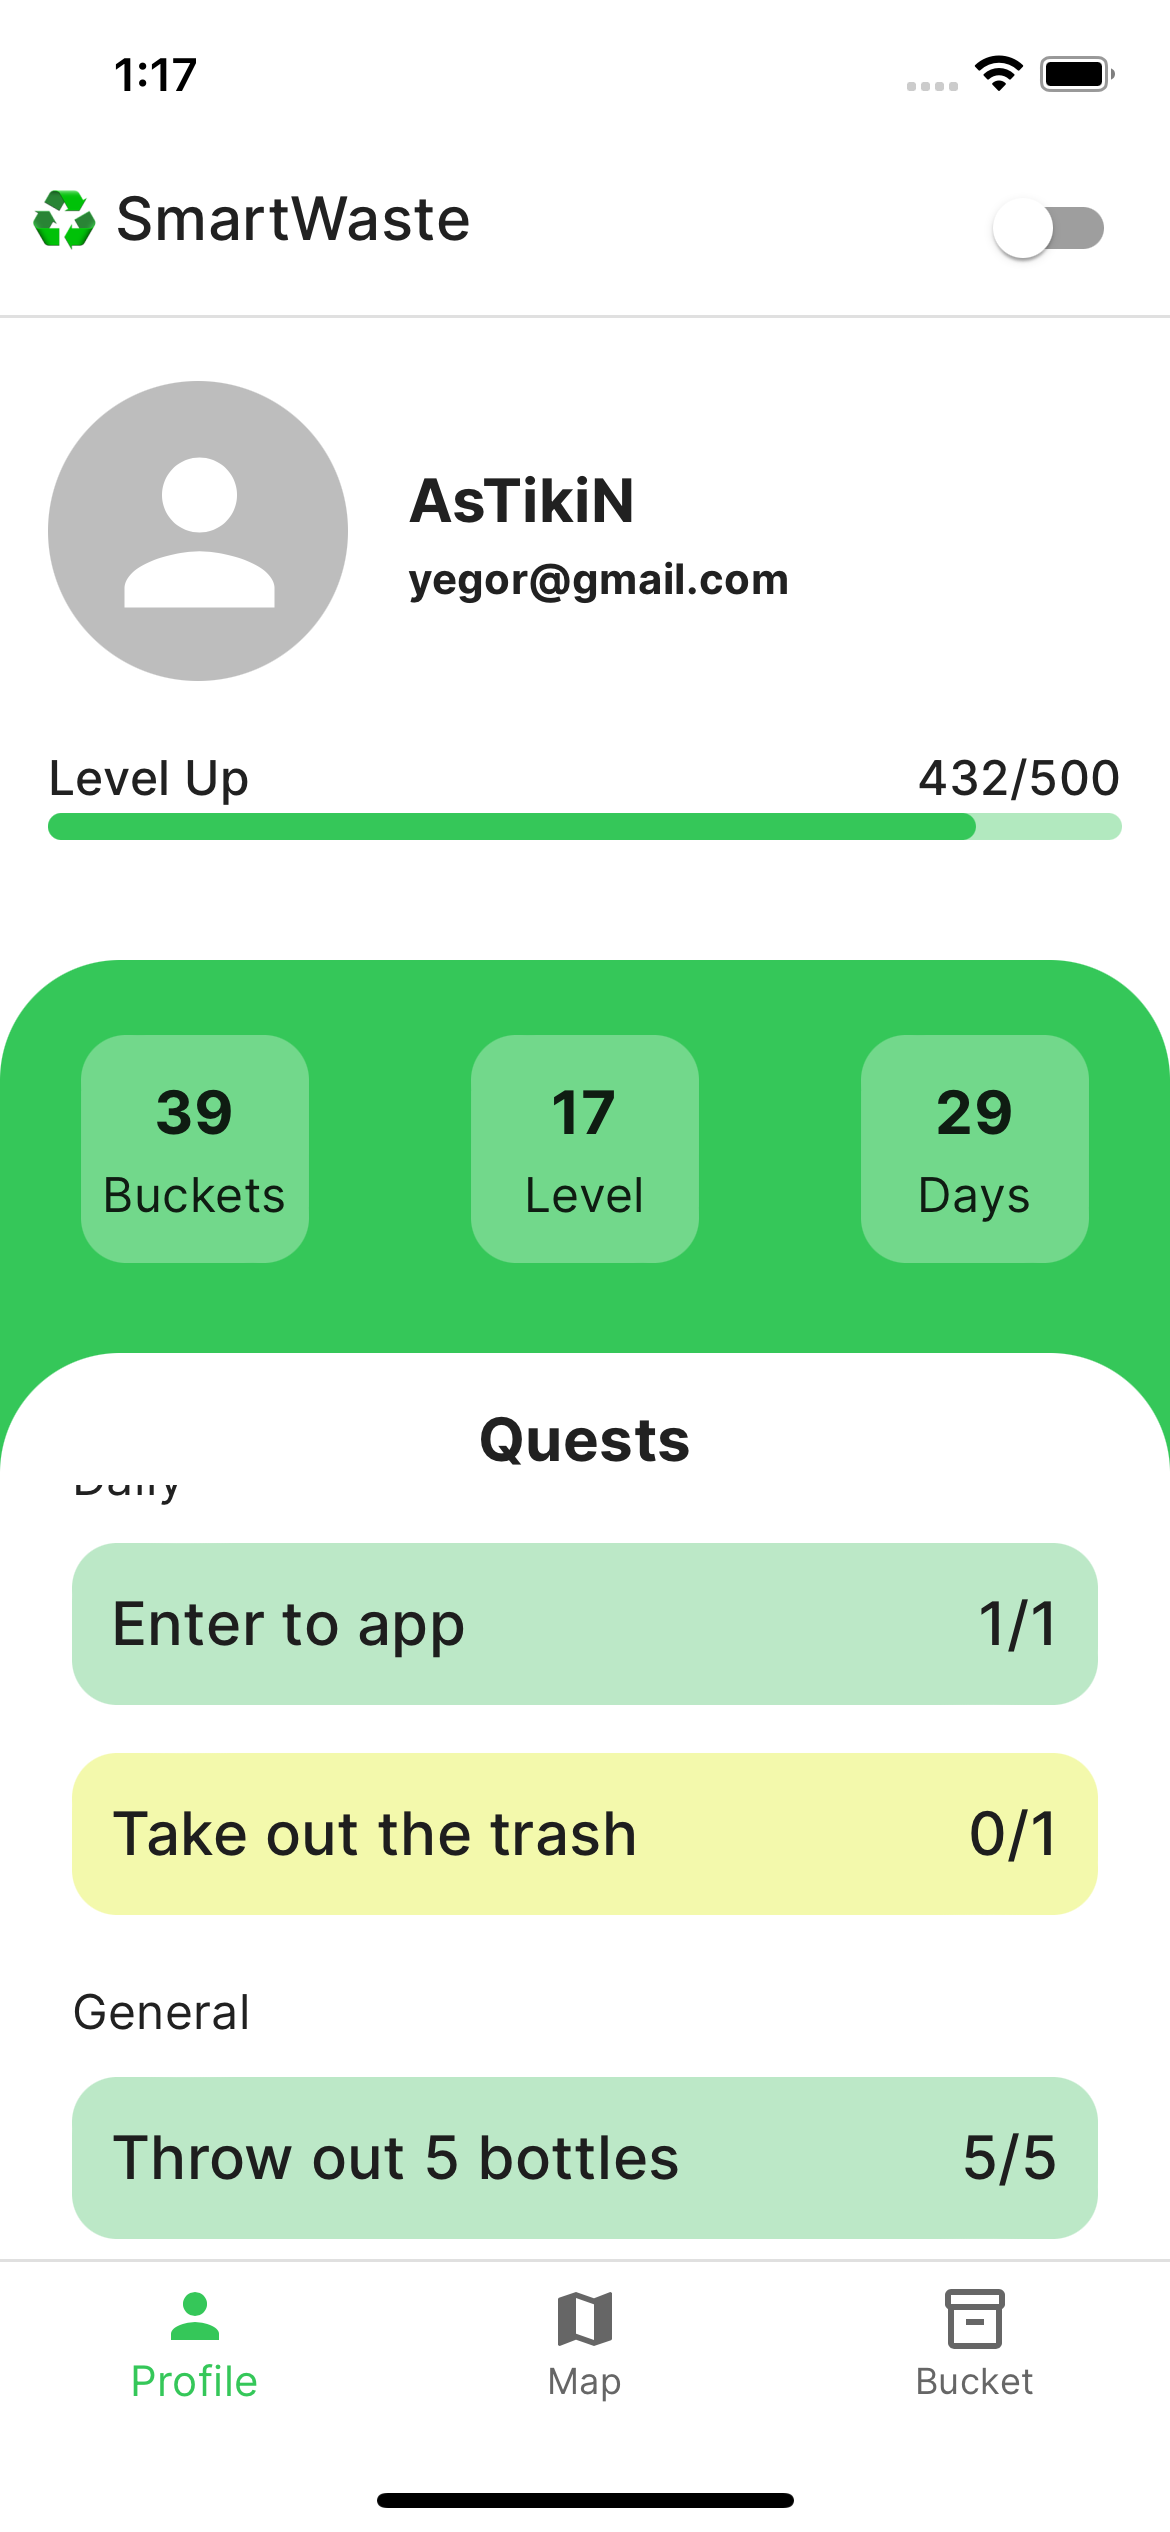 1:17
SmartWaste
AsTikiN
yegor@gmail.com
Level Up 432/500
39 17 29
Buckets Level Days
Quests
Daily
Enter to app 1/1
Take out the trash 0/1
General
Throw out 5 bottles 5/5
Profile Map Bucket